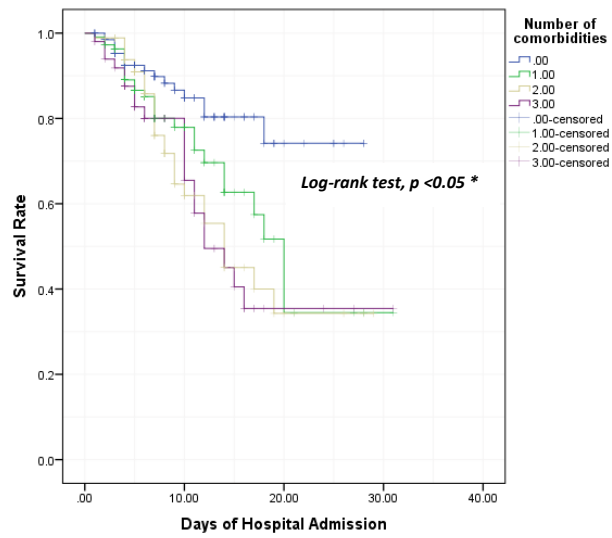 Number of
comorbidities
.00
1.00
2.00
3.00
.00-censored
1.00-censored
2.00-censored
3.00-censored
1.0
0.8
0.6
0.4
0.2
0.0
Survival Rate
Log-rank test, p <0.05 *
.00 10.00 20.00 30.00 40.00
Days of Hospital Admission